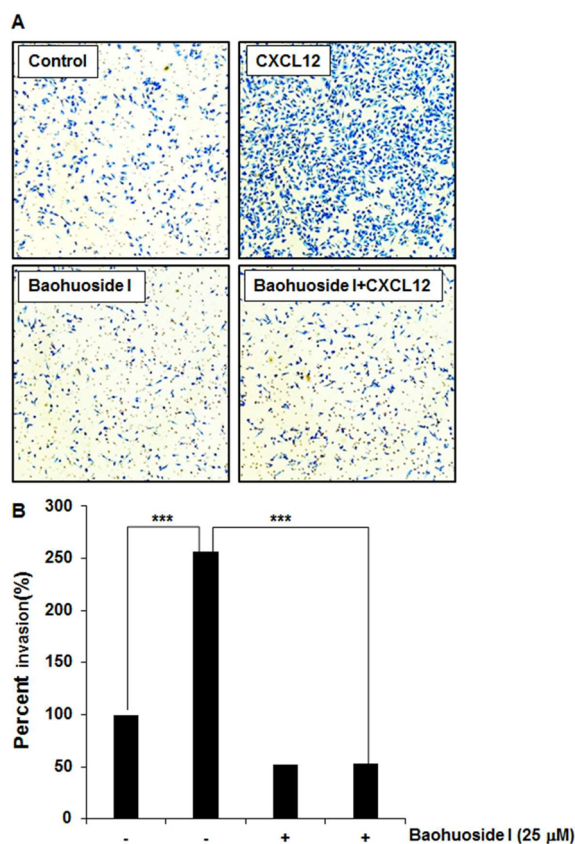 A
Control
CXCL12
Baohuoside I
Baohuoside I+CXCL12
B
300
*** ***
250
200
150
100
50
0
Percent invasion(%)
- - + + Baohuoside I (25 μM)